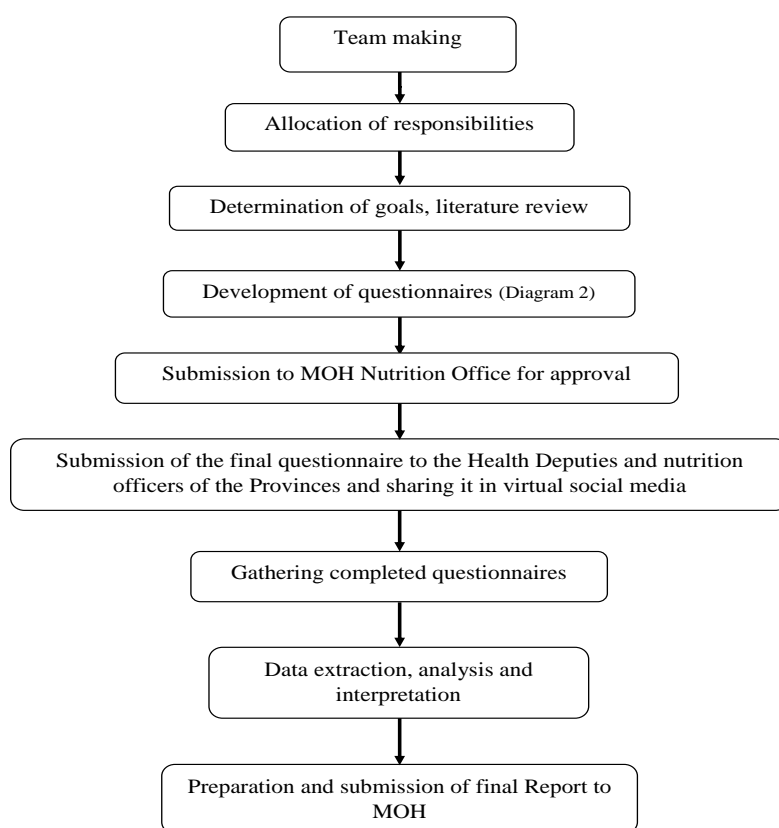 Team making
Allocation of responsibilities
Determination of goals, literature review
Development of questionnaires (Diagram 2)
Submission to MOH Nutrition Office for approval
Submission of the final questionnaire to the Health Deputies and nutrition
officers of the Provinces and sharing it in virtual social media
Gathering completed questionnaires
Data extraction, analysis and
interpretation
Preparation and submission of final Report to
MOH